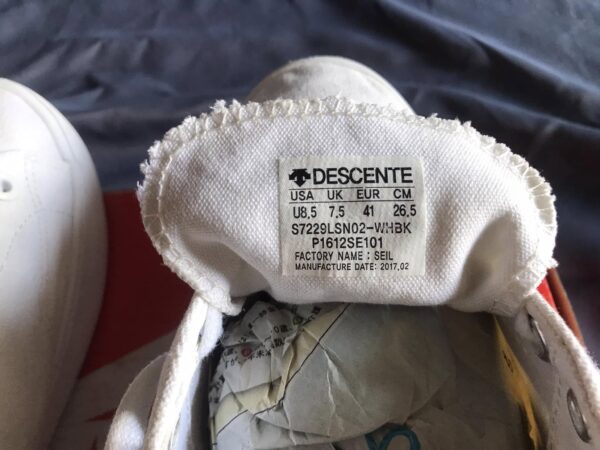 DESCENTE
USA UK EUR CM
U8,5 7,5 41 26,5
S7229LSN02-WHBK
P1612SE101
FACTORY NAME : SEIL
MANUFACTURE DATE: 2017,02